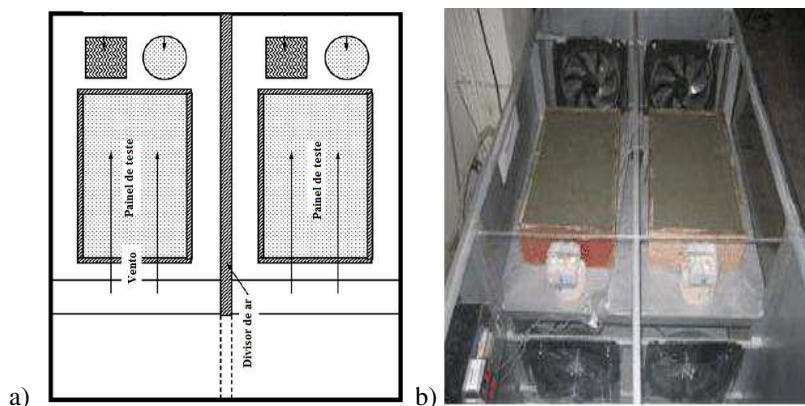 Painel de teste
Painel de teste
Vento
Divisor de ar
a)
b)